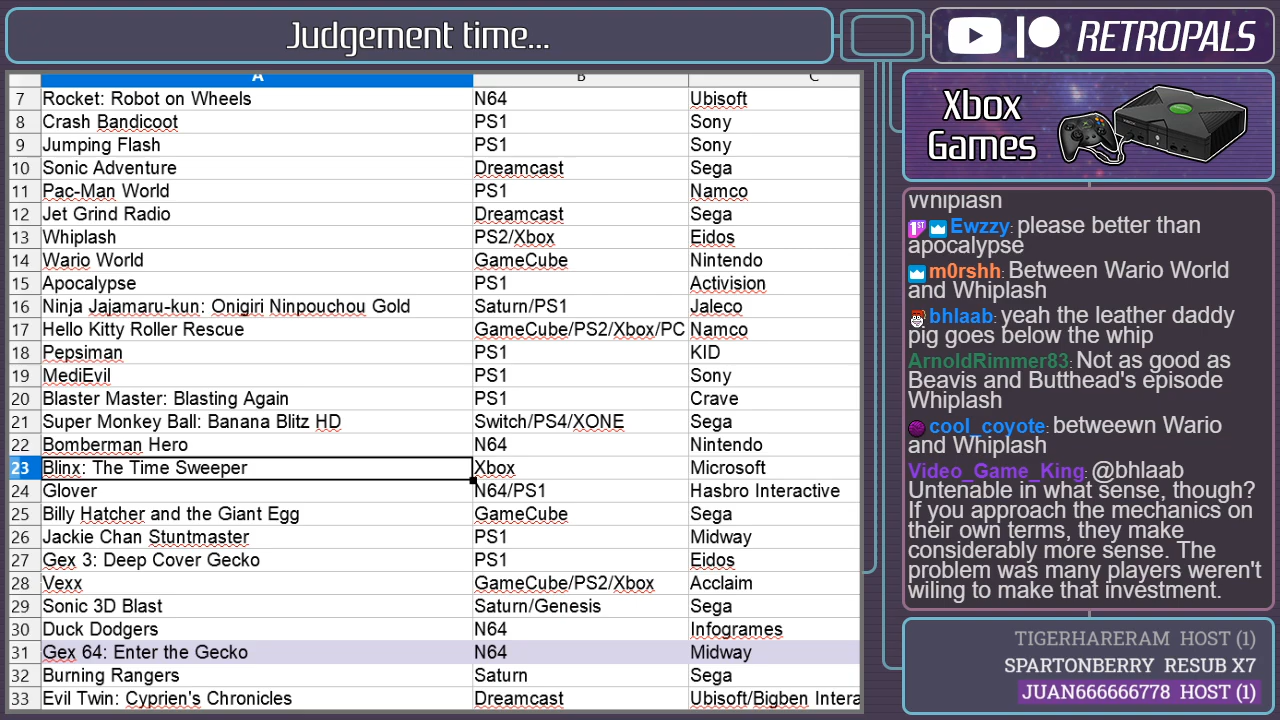 Judgement time...
RETROPALS
A B C
7 Rocket: Robot on Wheels N64 Ubisoft
8 Crash Bandicoot PS1 Sony
9 Jumping Flash PS1 Sony
10 Sonic Adventure Dreamcast Sega
11 Pac-Man World PS1 Namco
12 Jet Grind Radio Dreamcast Sega
13 Whiplash PS2/Xbox Eidos
14 Wario World GameCube Nintendo
15 Apocalypse PS1 Activision
16 Ninja Jajamaru-kun: Onigiri Ninpouchou Gold Saturn/PS1 Jaleco
17 Hello Kitty Roller Rescue GameCube/PS2/Xbox/PC Namco
18 Pepsiman PS1 KID
19 MediEvil PS1 Sony
20 Blaster Master: Blasting Again PS1 Crave
21 Super Monkey Ball: Banana Blitz HD Switch/PS4/XONE Sega
22 Bomberman Hero N64 Nintendo
23 Blinx: The Time Sweeper Xbox Microsoft
24 Glover N64/PS1 Hasbro Interactive
25 Billy Hatcher and the Giant Egg GameCube Sega
26 Jackie Chan Stuntmaster PS1 Midway
27 Gex 3: Deep Cover Gecko PS1 Eidos
28 Vexx GameCube/PS2/Xbox Acclaim
29 Sonic 3D Blast Saturn/Genesis Sega
30 Duck Dodgers N64 Infogrames
31 Gex 64: Enter the Gecko N64 Midway
32 Burning Rangers Saturn Sega
33 Evil Twin: Cyprien's Chronicles Dreamcast Ubisoft/Bigben Intera
Xbox
Games
Whiplash
1ST Ewzzy: please better than
apocalypse
m0rshh: Between Wario World
and Whiplash
bhlaab: yeah the leather daddy
pig goes below the whip
ArnoldRimmer83: Not as good as
Beavis and Butthead's episode
Whiplash
cool_coyote: betweewn Wario
and Whiplash
Video_Game_King: @bhlaab
Untenable in what sense, though?
If you approach the mechanics on
their own terms, they make
considerably more sense. The
problem was many players weren't
wiling to make that investment.
TIGERHARERAM HOST (1)
SPARTONBERRY RESUB X7
JUAN666666778 HOST (1)